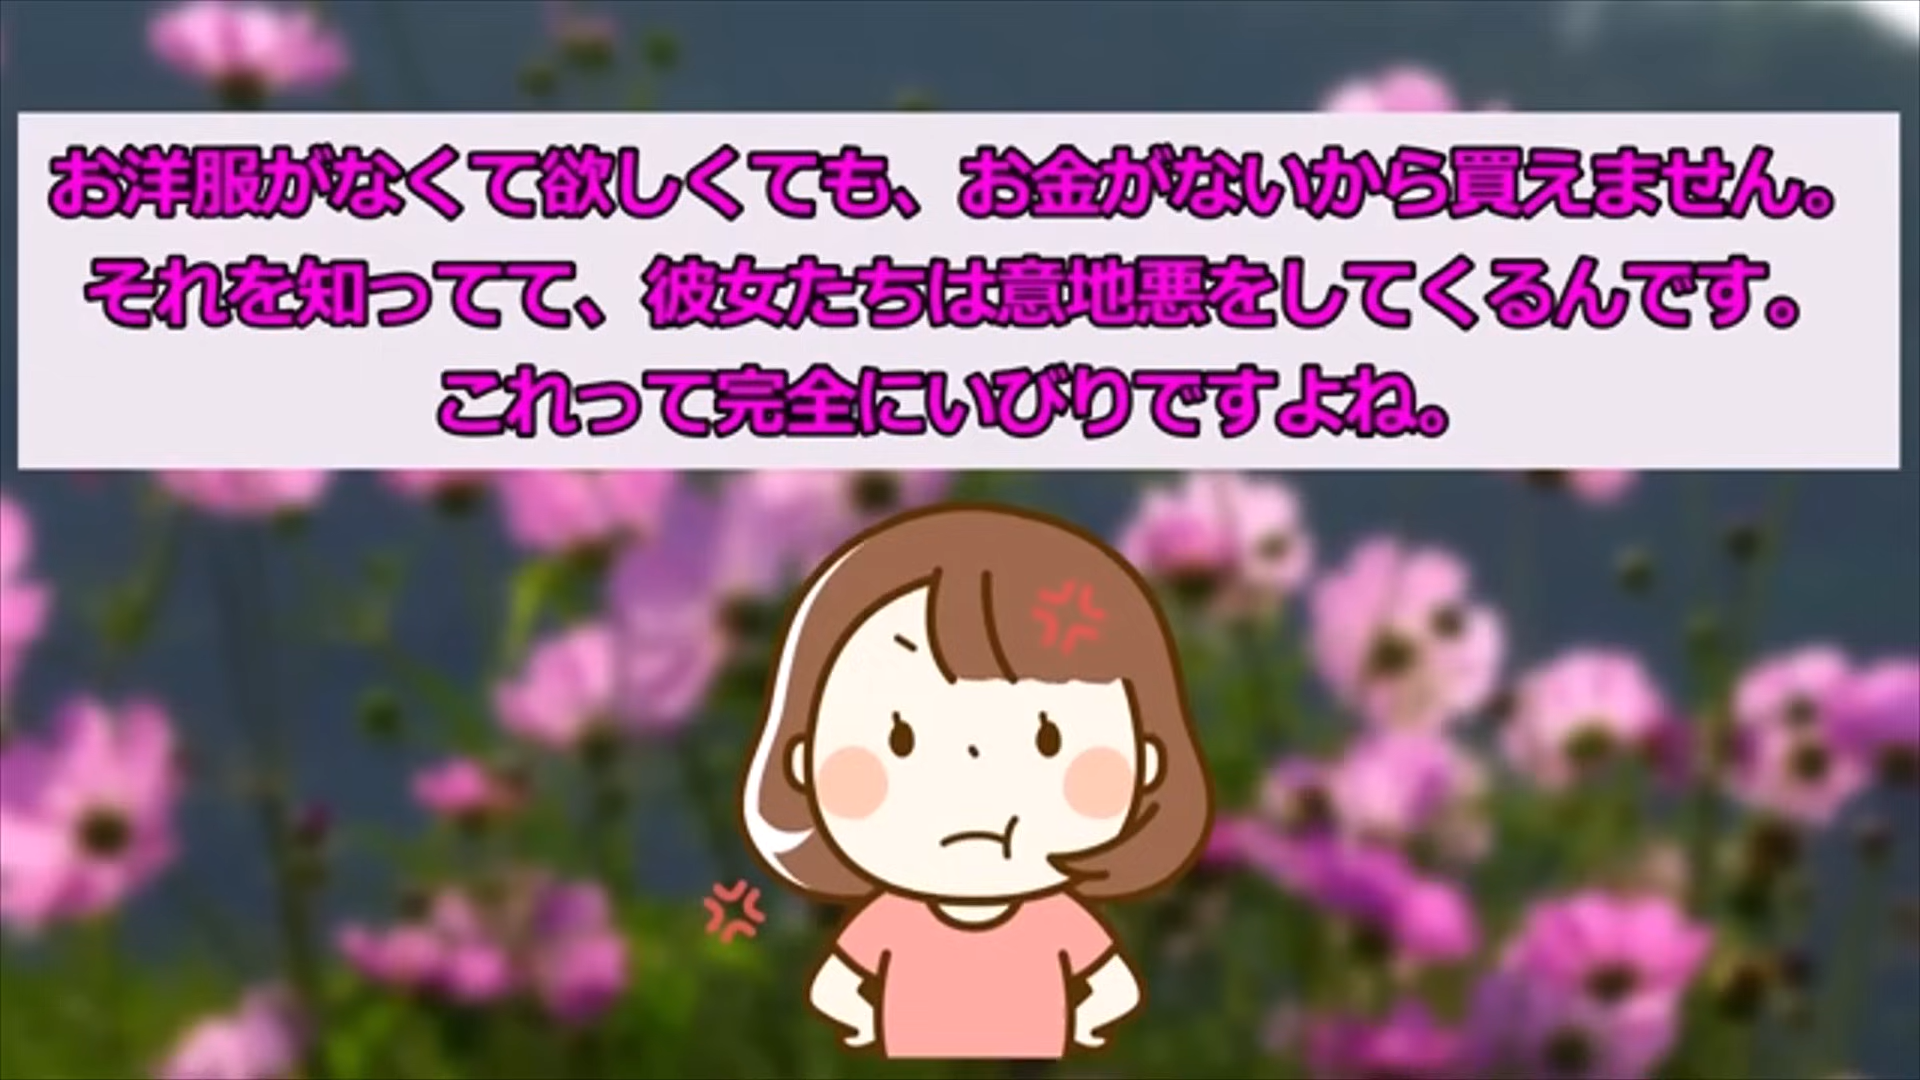 お洋服がなくて欲しくても、お金がないから買えません。
それを知ってて、彼女たちは意地悪をしてくるんです。
これって完全にいびりですよね。